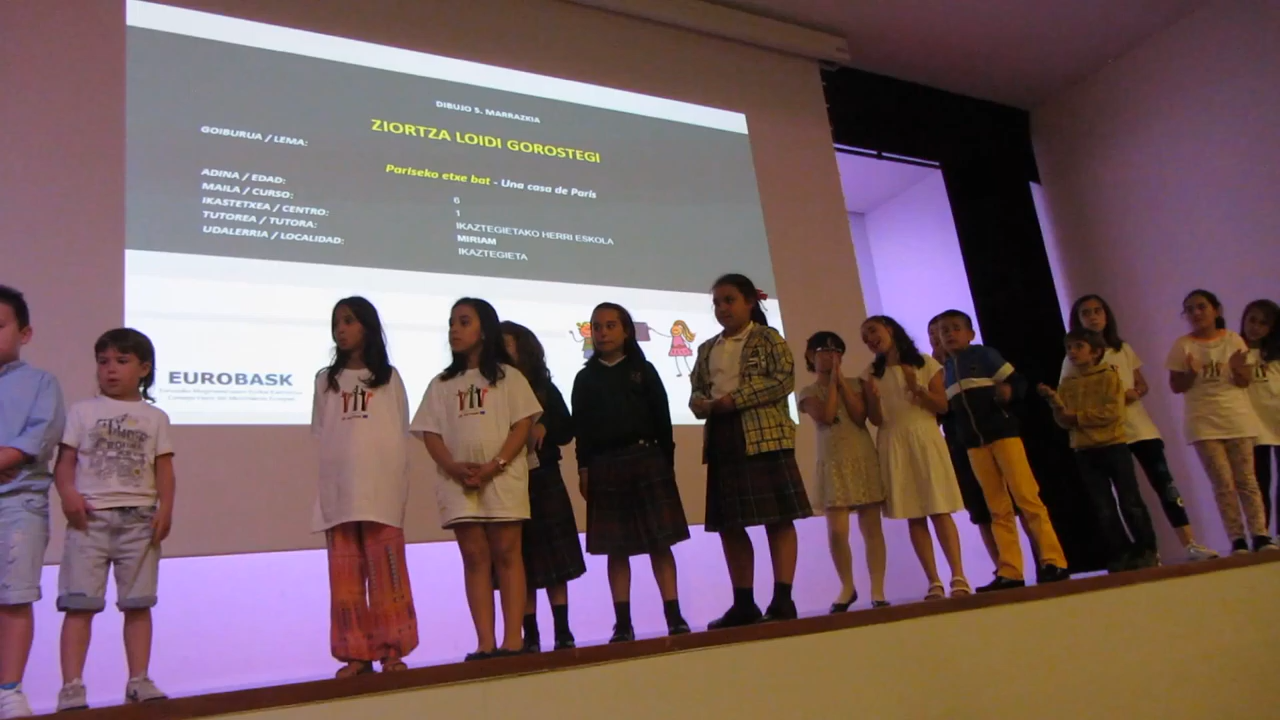 DIBUJO 5. MARRAZKIA
GOIBURUA / LEMA:
ZIORTZA LOIDI GOROSTEGI
Pariseko etxe bat - Una casa de París
ADINA / EDAD:
6
MAILA / CURSO:
1
IKASTETXEA / CENTRO:
IKAZTEGIETAKO HERRI ESKOLA
TUTOREA / TUTORA:
MIRIAM
UDALERRIA / LOCALIDAD:
IKAZTEGIETA
EUROBASK